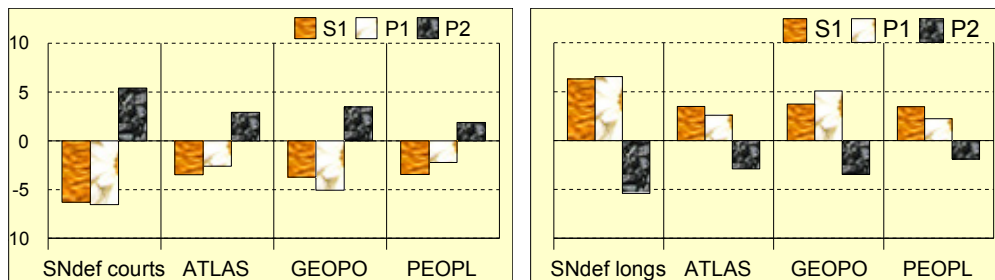 S1 P1 P2
10
5
0
-5
10
SNdef courts ATLAS GEOPO PEOPL
S1 P1 P2
SNdef longs ATLAS GEOPO PEOPL